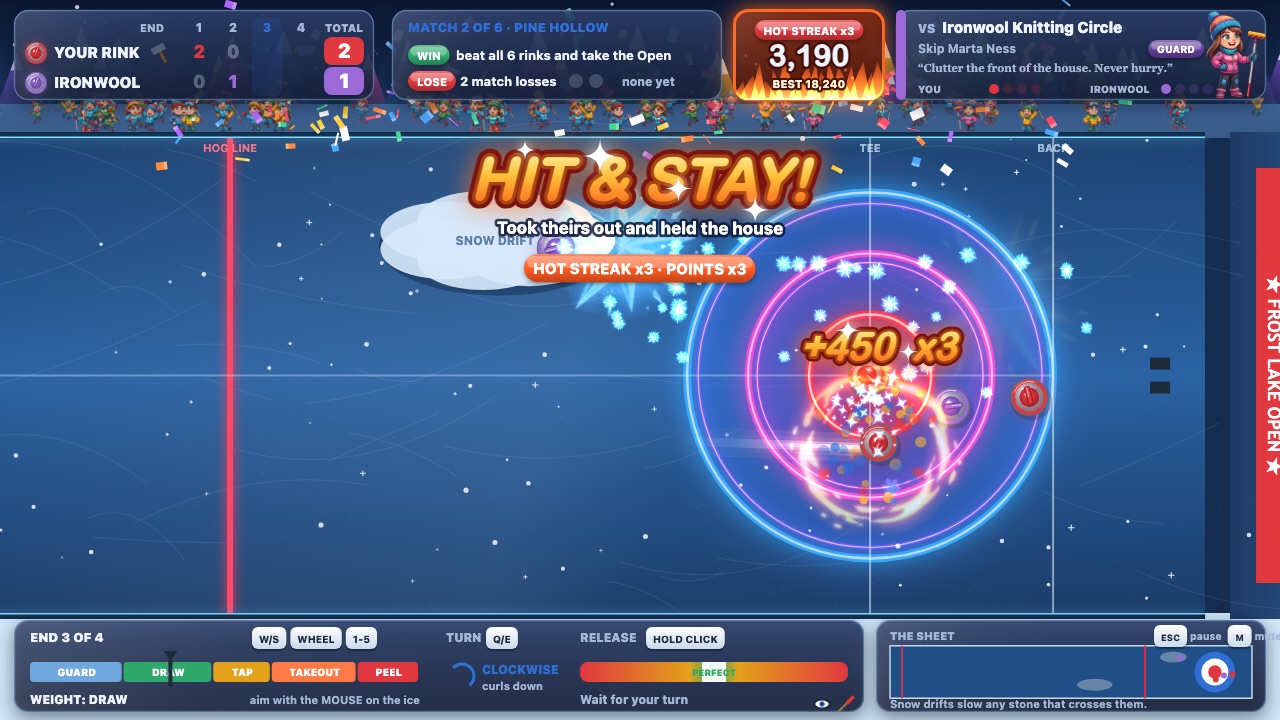 END 1 2 3 4 TOTAL
YOUR RINK 2 0 2
IRONWOOL 0 1 1
MATCH 2 OF 6 · PINE HOLLOW
WIN beat all 6 rinks and take the Open
LOSE 2 match losses none yet
HOT STREAK x3
3,190
BEST 18,240
vs Ironwool Knitting Circle
Skip Marta Ness GUARD
“Clutter the front of the house. Never hurry.”
YOU IRONWOOL
HOG LINE
TEE
BACK
HIT & STAY!
Took theirs out and held the house
SNOW DRIFT
HOT STREAK x3 · POINTS x3
+450 x3
★ FROST LAKE OPEN ★
END 3 OF 4 W/S WHEEL 1-5
GUARD DRAW TAP TAKEOUT PEEL
WEIGHT: DRAW aim with the MOUSE on the ice
TURN Q/E
CLOCKWISE
curls down
RELEASE HOLD CLICK
PERFECT
Wait for your turn
THE SHEET ESC pause M mute
Snow drifts slow any stone that crosses them.